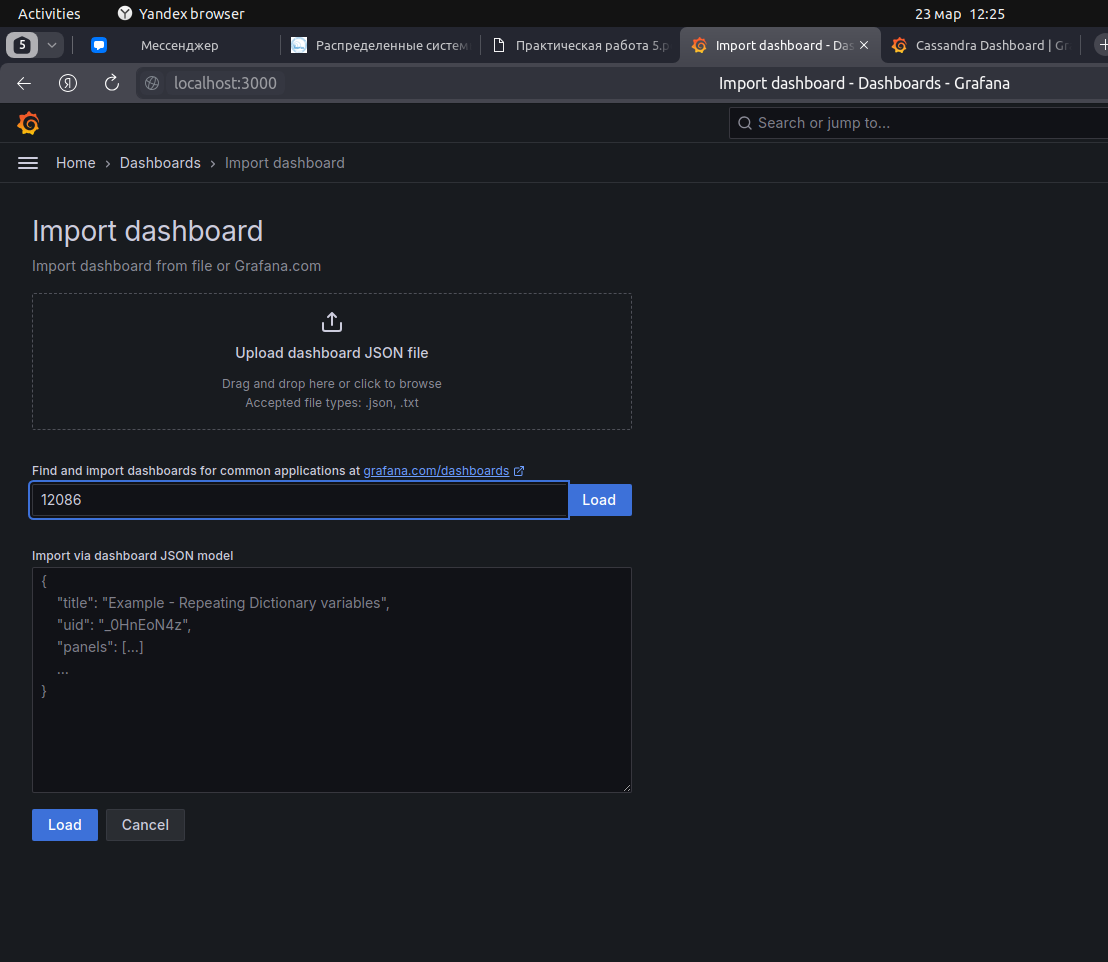 Activities Yandex browser 23 мар 12:25
5 Мессенджер Распределенные систем Практическая работа 5.p Import dashboard - Das Cassandra Dashboard | Gr
localhost:3000 Import dashboard - Dashboards - Grafana
Search or jump to...
Home › Dashboards › Import dashboard
Import dashboard
Import dashboard from file or Grafana.com
Upload dashboard JSON file
Drag and drop here or click to browse
Accepted file types: .json, .txt
Find and import dashboards for common applications at grafana.com/dashboards
12086 Load
Import via dashboard JSON model
{
"title": "Example - Repeating Dictionary variables",
"uid": "_0HnEoN4z",
"panels": [...]
...
}
Load Cancel